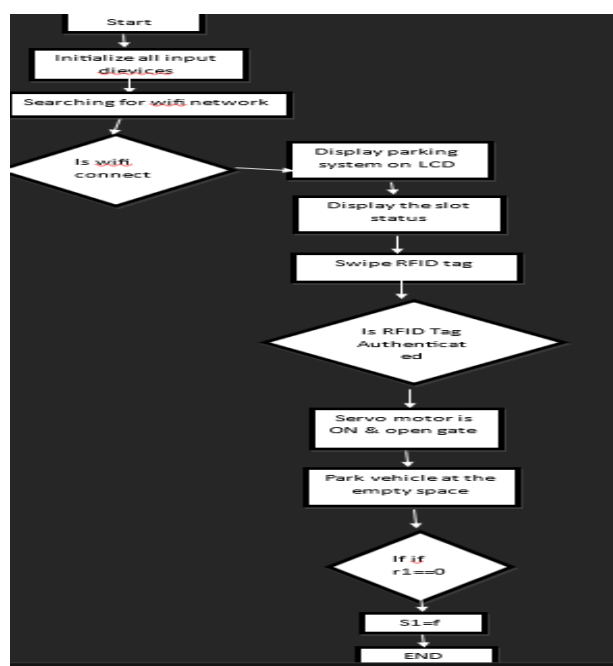 Start
Initialize all input
dievices
Searching for wifi network
Is wifi
connect
Display parking
system on LCD
Display the slot
status
Swipe RFID tag
Is RFID Tag
Authenticat
ed
Servo motor is
ON & open gate
Park vehicle at the
empty space
If if
r1==0
S1=f
END